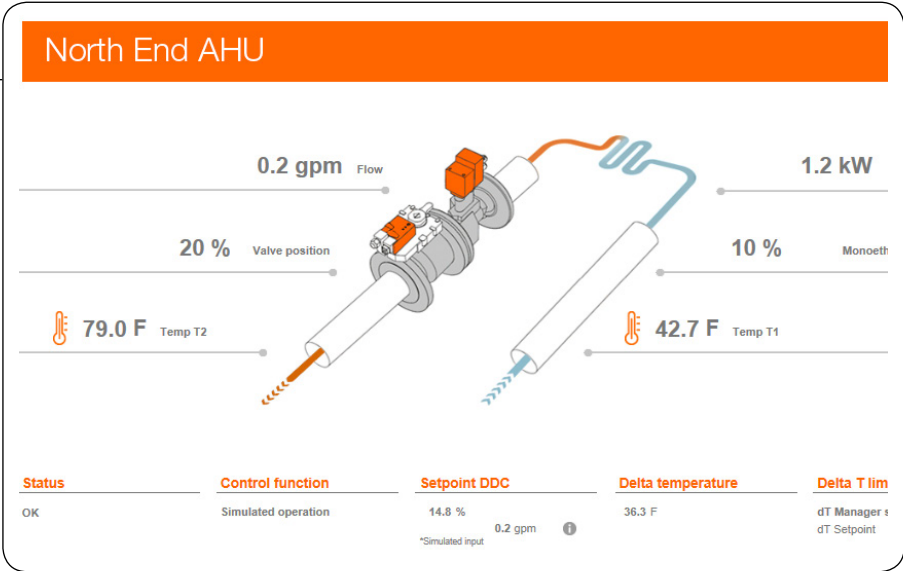 North End AHU
0.2 gpm Flow
1.2 kW
20 % Valve position
10 % Monoeth
79.0 F Temp T2
42.7 F Temp T1
Status Control function Setpoint DDC Delta temperature Delta T lim
OK Simulated operation 14.8 % 36.3 F dT Manager s
0.2 gpm
dT Setpoint
*Simulated input